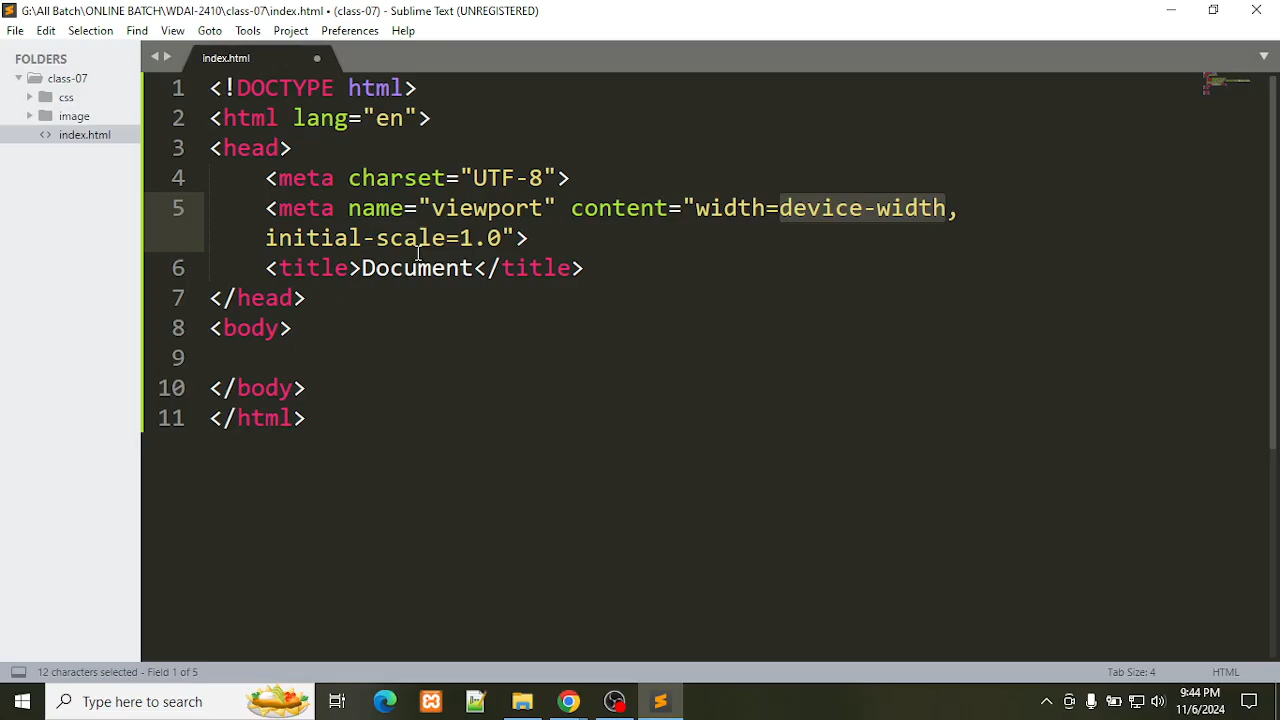 G:\All Batch\ONLINE BATCH\WDAI-2410\class-07\index.html • (class-07) - Sublime Text (UNREGISTERED)
File Edit Selection Find View Goto Tools Project Preferences Help
FOLDERS
class-07
css
image
<> index.html
index.html
1 <!DOCTYPE html>
2 <html lang="en">
3 <head>
4 <meta charset="UTF-8">
5 <meta name="viewport" content="width=device-width,
initial-scale=1.0">
6 <title>Document</title>
7 </head>
8 <body>
9
10 </body>
11 </html>
12 characters selected - Field 1 of 5
Tab Size: 4
HTML
Type here to search
9:44 PM
11/6/2024